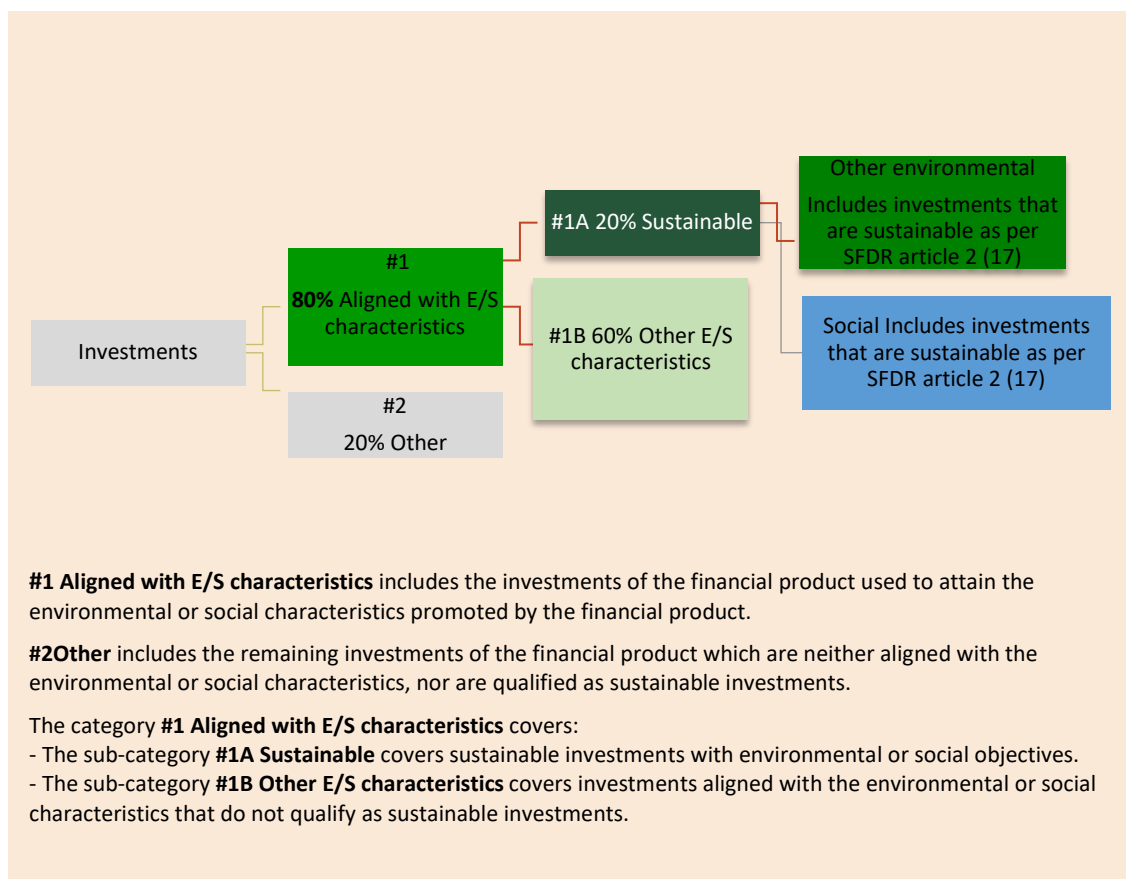 Investments
#1
80% Aligned with E/S
characteristics
#2
20% Other
#1A 20% Sustainable
#1B 60% Other E/S
characteristics
Other environmental
Includes investments that
are sustainable as per
SFDR article 2 (17)
Social Includes investments
that are sustainable as per
SFDR article 2 (17)
#1 Aligned with E/S characteristics includes the investments of the financial product used to attain the
environmental or social characteristics promoted by the financial product.
#2Other includes the remaining investments of the financial product which are neither aligned with the
environmental or social characteristics, nor are qualified as sustainable investments.
The category #1 Aligned with E/S characteristics covers:
- The sub-category #1A Sustainable covers sustainable investments with environmental or social objectives.
- The sub-category #1B Other E/S characteristics covers investments aligned with the environmental or social
characteristics that do not qualify as sustainable investments.